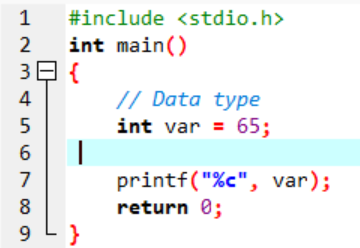 1 #include <stdio.h>
2 int main()
3 {
4 // Data type
5 int var = 65;
6
7 printf("%c", var);
8 return 0;
9 }